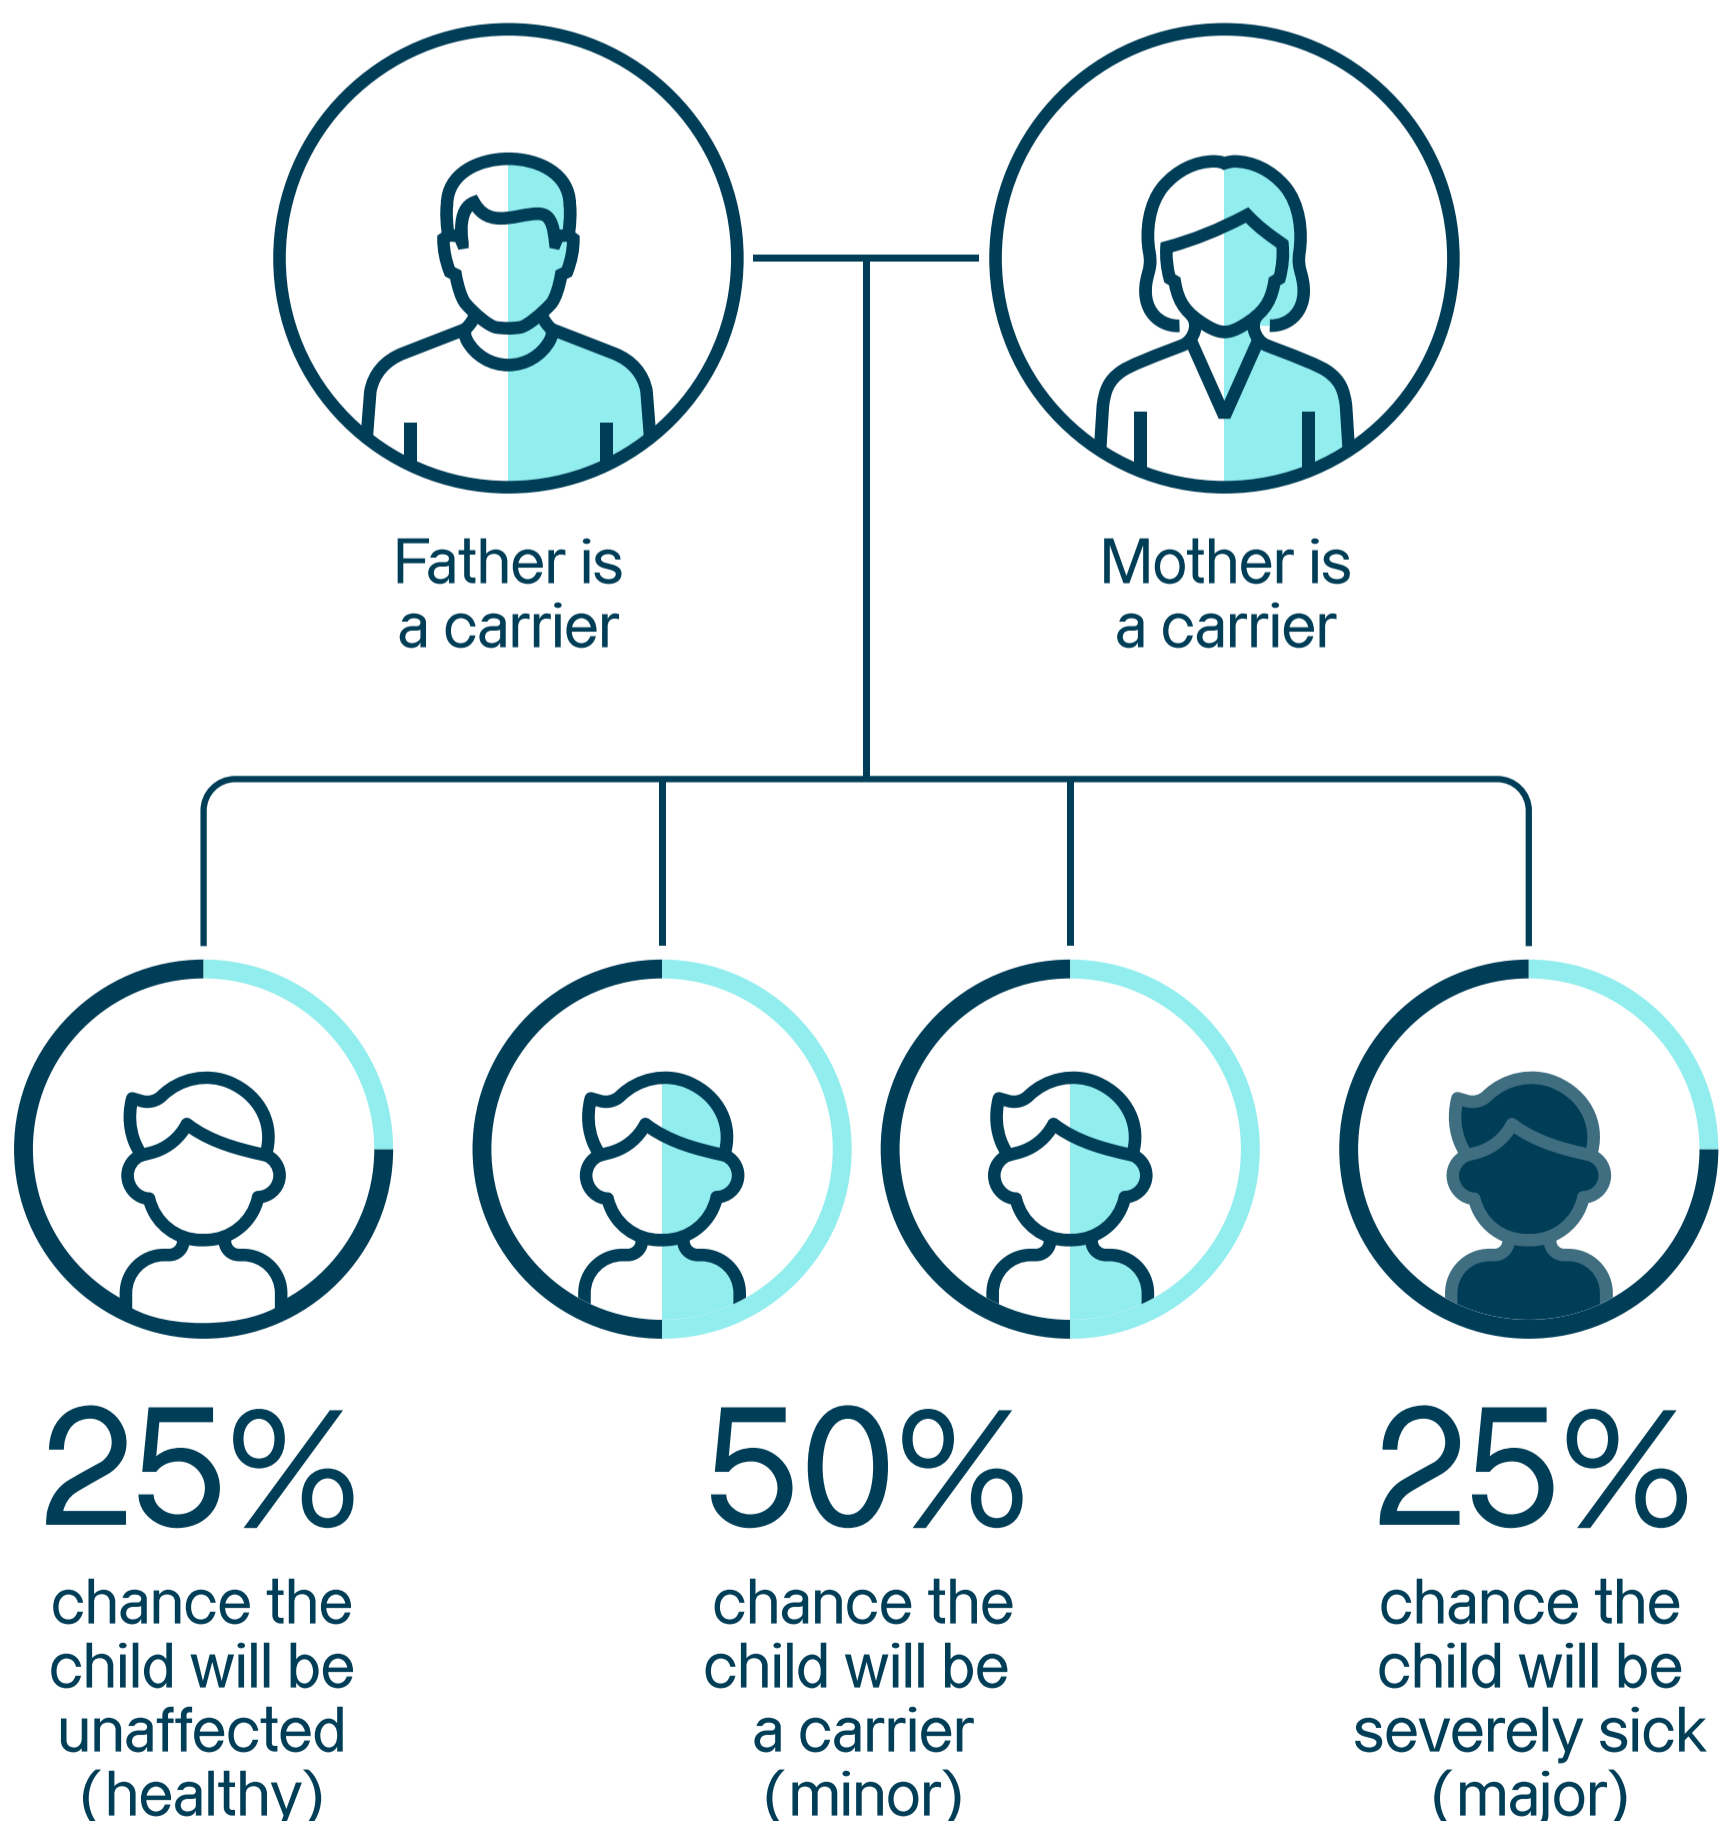 Father is
a carrier
Mother is
a carrier
25%
chance the
child will be
unaffected
(healthy)
50%
chance the
child will be
a carrier
(minor)
25%
chance the
child will be
severely sick
(major)